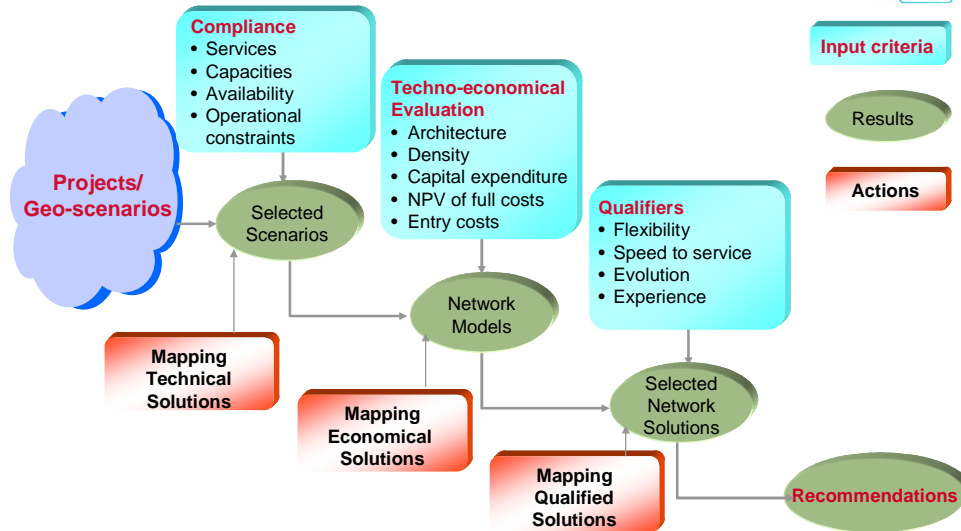 Compliance
• Services
• Capacities
• Availability
• Operational
constraints
Input criteria
Techno-economical
Evaluation
• Architecture
• Density
• Capital expenditure
• NPV of full costs
• Entry costs
Results
Projects/
Geo-scenarios
Actions
Selected
Scenarios
Qualifiers
• Flexibility
• Speed to service
• Evolution
• Experience
Network
Models
Mapping
Technical
Solutions
Selected
Network
Solutions
Mapping
Economical
Solutions
Mapping
Qualified
Solutions
Recommendations